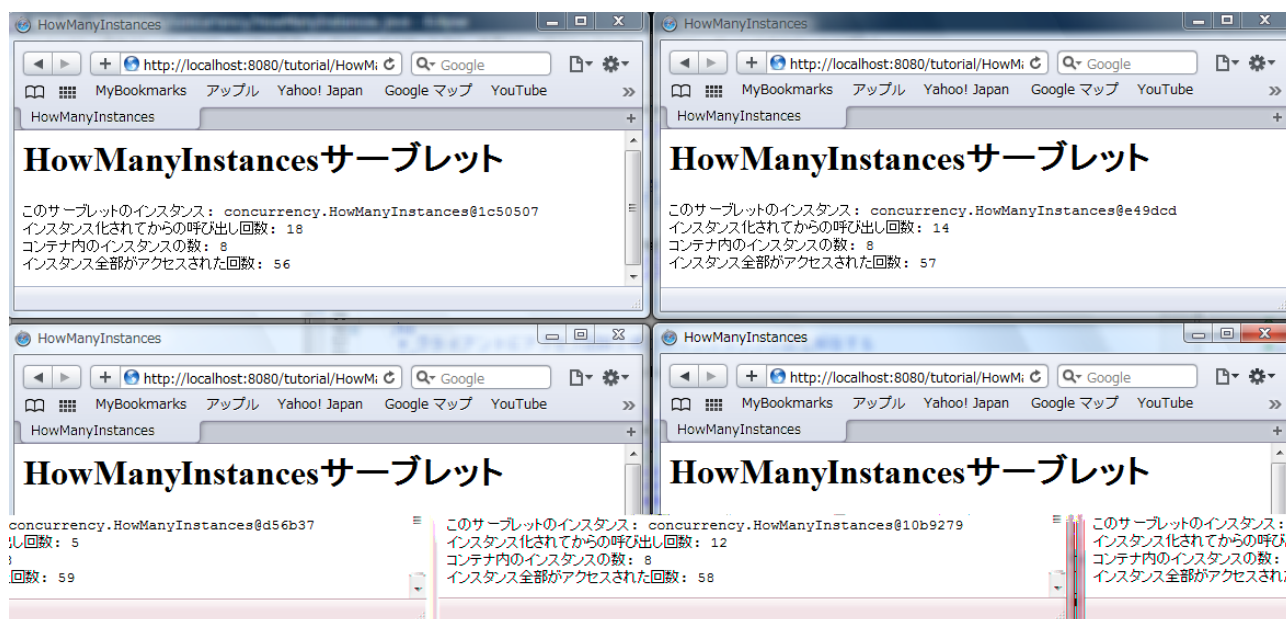 HowManyInstances
http://localhost:8080/tutorial/HowMa Google
MyBookmarks アップル Yahoo! Japan Google マップ YouTube »
HowManyInstances +
HowManyInstancesサーブレット
このサーブレットのインスタンス: concurrency.HowManyInstances@1c50507
インスタンス化されてからの呼び出し回数: 18
コンテナ内のインスタンスの数: 8
インスタンス全部がアクセスされた回数: 56
HowManyInstances
http://localhost:8080/tutorial/HowMa Google
MyBookmarks アップル Yahoo! Japan Google マップ YouTube »
HowManyInstances +
HowManyInstancesサーブレット
このサーブレットのインスタンス: concurrency.HowManyInstances@e49dcd
インスタンス化されてからの呼び出し回数: 14
コンテナ内のインスタンスの数: 8
インスタンス全部がアクセスされた回数: 57
HowManyInstances
http://localhost:8080/tutorial/HowMa Google
MyBookmarks アップル Yahoo! Japan Google マップ YouTube »
HowManyInstances +
HowManyInstancesサーブレット
HowManyInstances
http://localhost:8080/tutorial/HowMa Google
MyBookmarks アップル Yahoo! Japan Google マップ YouTube »
HowManyInstances +
HowManyInstancesサーブレット
concurrency.HowManyInstances@d56b37
し回数: 5
回数: 59
このサーブレットのインスタンス: concurrency.HowManyInstances@10b9279
インスタンス化されてからの呼び出し回数: 12
コンテナ内のインスタンスの数: 8
インスタンス全部がアクセスされた回数: 58
このサーブレットのインスタンス:
インスタンス化されてからの呼び
コンテナ内のインスタンスの数:
インスタンス全部がアクセスされ